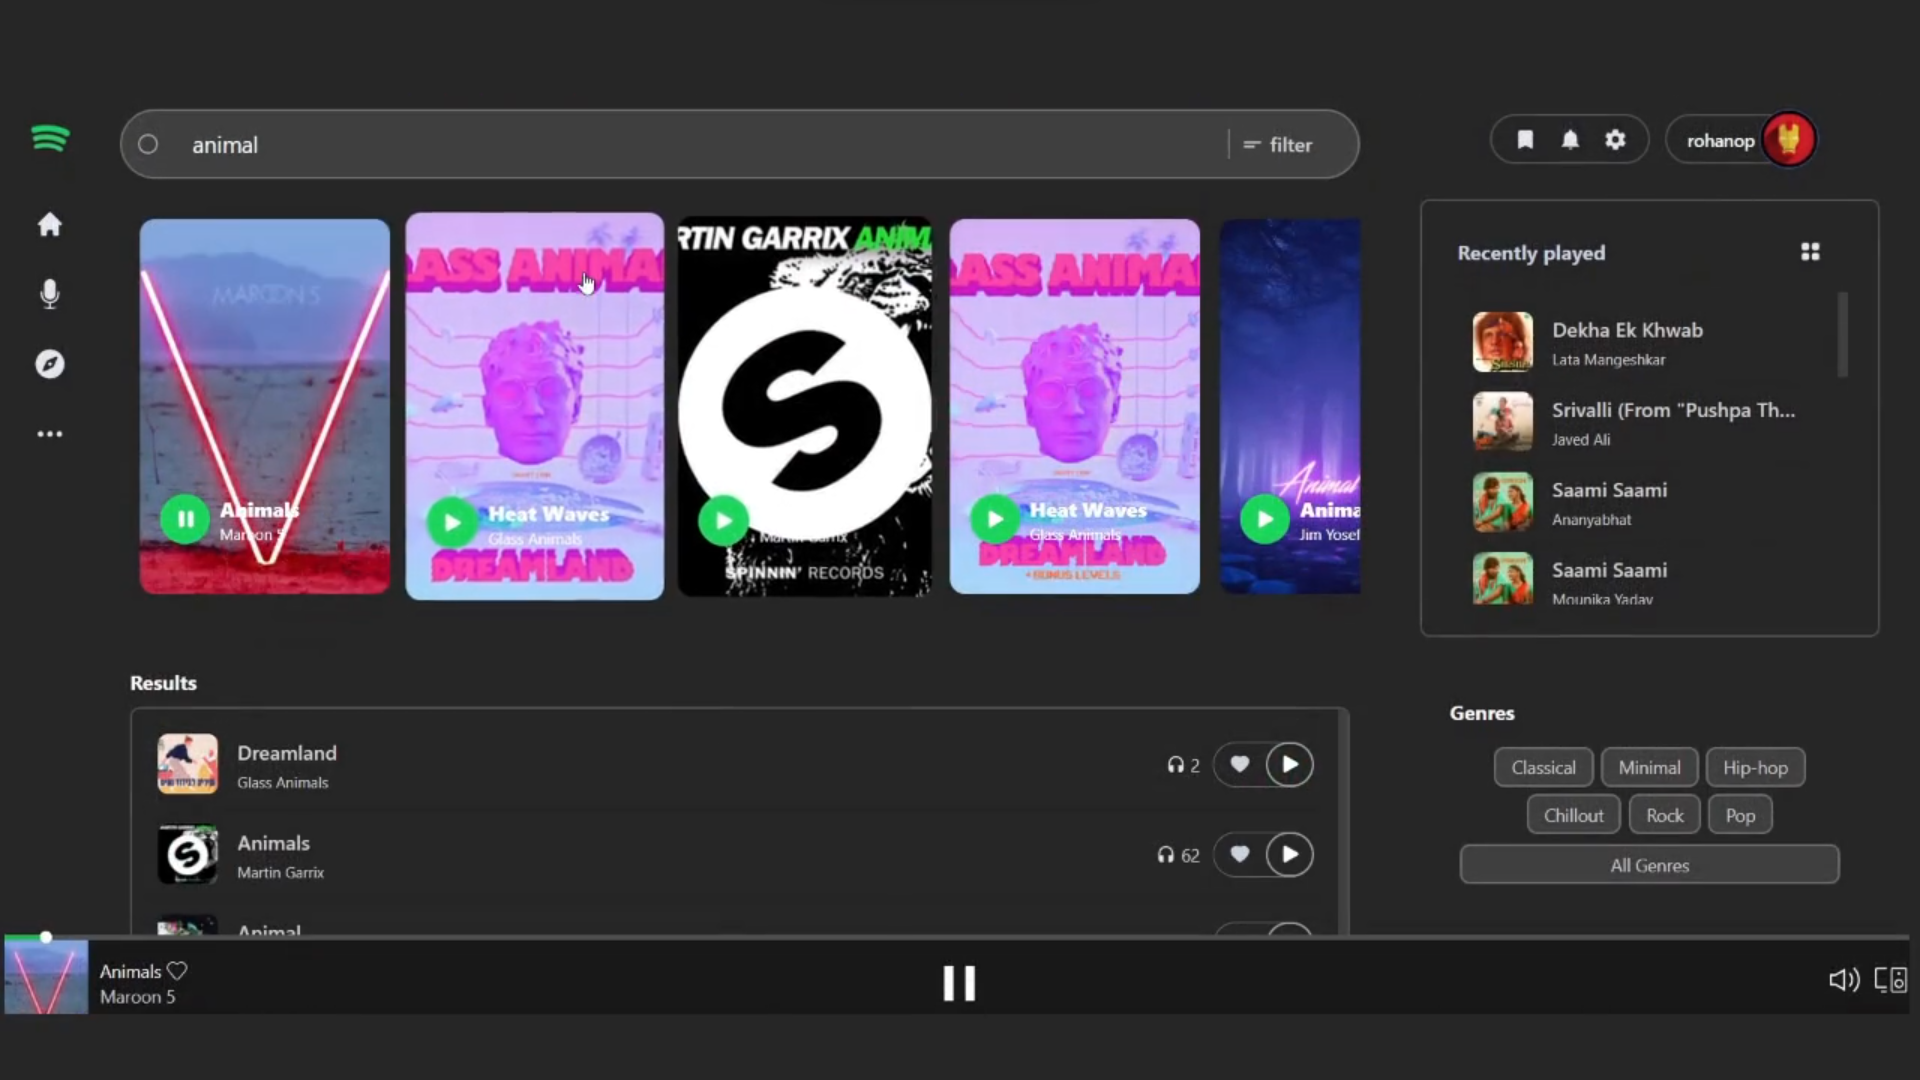 animal
filter
rohanop
MAROON 5
Animals
Maroon 5
LASS ANIMA
Heat Waves
Glass Animals
DREAMLAND
RTIN GARRIX ANIM
Martin Garrix
SPINNIN' RECORDS
LASS ANIMA
Heat Waves
Glass Animals
DREAMLAND
+ BONUS LEVELS
Animal
Anima
Jim Yosef
Recently played
Dekha Ek Khwab
Lata Mangeshkar
Srivalli (From "Pushpa Th...
Javed Ali
Saami Saami
Ananyabhat
Saami Saami
Mounika Yadav
Results
Dreamland
Glass Animals
2
Animals
Martin Garrix
62
Animal
Genres
Classical
Minimal
Hip-hop
Chillout
Rock
Pop
All Genres
Animals
Maroon 5